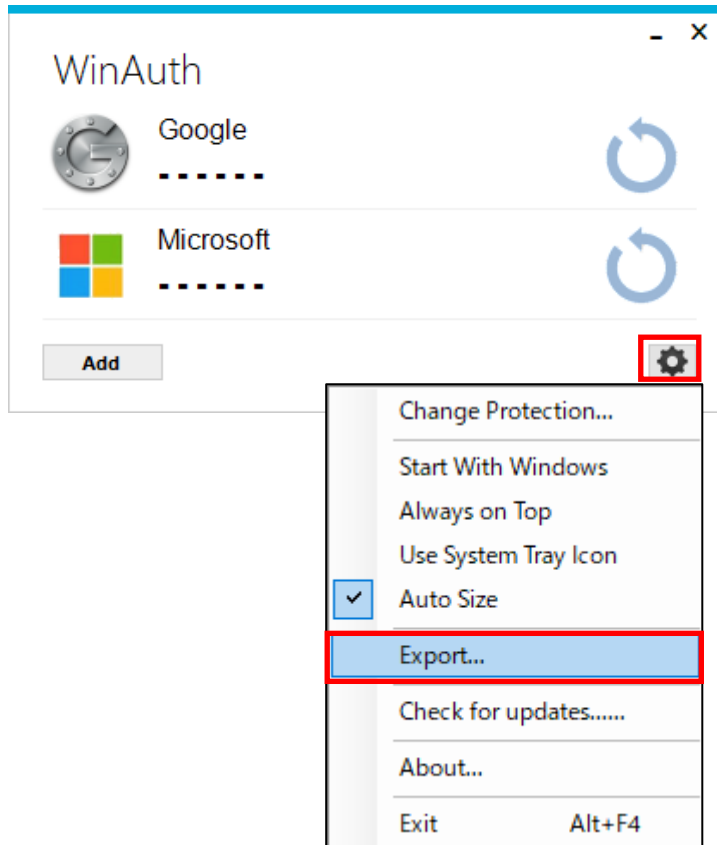 WinAuth
Google
------
Microsoft
------
Add
Change Protection...
Start With Windows
Always on Top
Use System Tray Icon
Auto Size
Export...
Check for updates......
About...
Exit Alt+F4